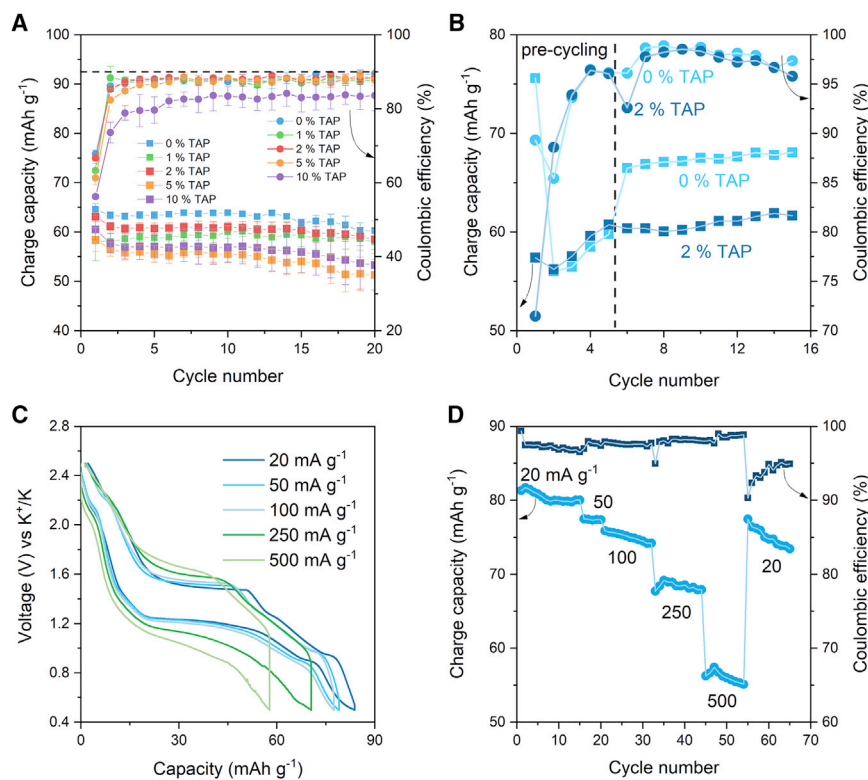 A
Charge capacity (mAh g⁻¹)
100
90
80
70
60
50
40
0 % TAP
1 % TAP
2 % TAP
5 % TAP
10 % TAP
0 % TAP
1 % TAP
2 % TAP
5 % TAP
10 % TAP
100
80
60
40
20
Coulombic efficiency (%)
0
5
10
15
20
Cycle number
B
Charge capacity (mAh g⁻¹)
80
70
60
50
pre-cycling
0 % TAP
2 % TAP
0 % TAP
2 % TAP
100
95
90
85
80
75
70
Coulombic efficiency (%)
0
4
8
12
16
Cycle number
C
Voltage (V) vs K⁺/K
2.8
2.4
2.0
1.6
1.2
0.8
0.4
20 mA g⁻¹
50 mA g⁻¹
100 mA g⁻¹
250 mA g⁻¹
500 mA g⁻¹
0
30
60
90
Capacity (mAh g⁻¹)
D
Charge capacity (mAh g⁻¹)
90
80
70
60
50
20 mA g⁻¹
50
100
250
500
20
100
90
80
70
60
Coulombic efficiency (%)
0
10
20
30
40
50
60
70
Cycle number